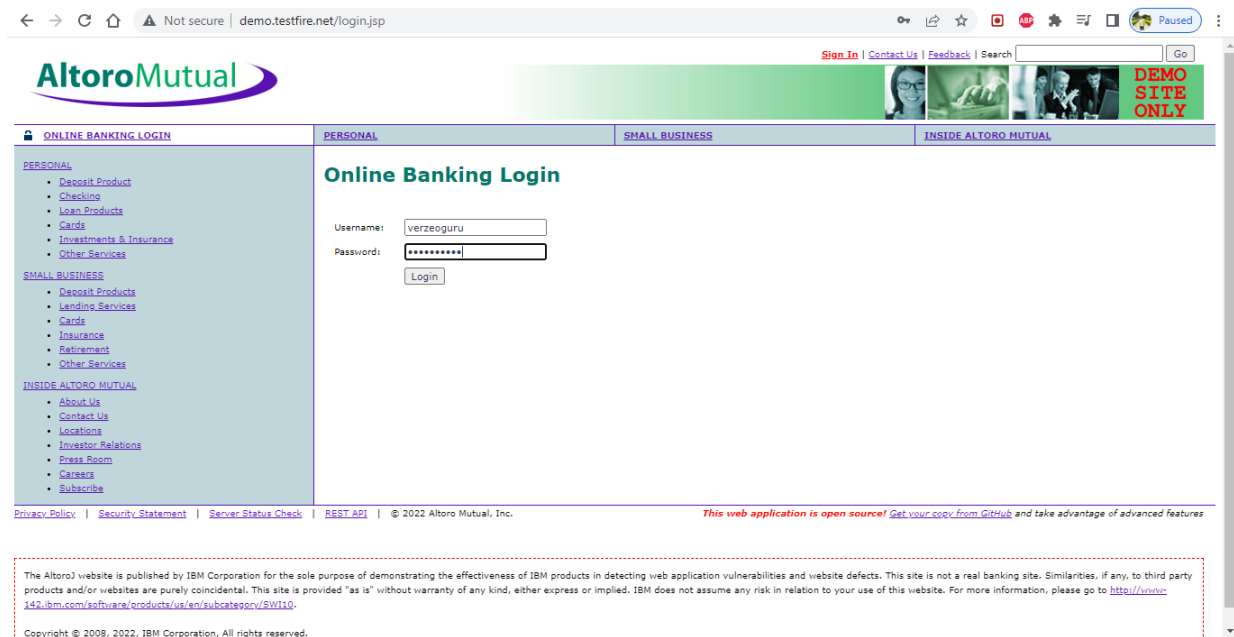 Not secure | demo.testfire.net/login.jsp
ABP
Paused
Sign In | Contact Us | Feedback | Search
Go
AltoroMutual
DEMO
SITE
ONLY
ONLINE BANKING LOGIN
PERSONAL
SMALL BUSINESS
INSIDE ALTORO MUTUAL
PERSONAL
Deposit Product
Checking
Loan Products
Cards
Investments & Insurance
Other Services
SMALL BUSINESS
Deposit Products
Lending Services
Cards
Insurance
Retirement
Other Services
INSIDE ALTORO MUTUAL
About Us
Contact Us
Locations
Investor Relations
Press Room
Careers
Subscribe
Online Banking Login
Username: verzeoguru
Password: ••••••••••
Login
Privacy Policy | Security Statement | Server Status Check | REST API | © 2022 Altoro Mutual, Inc.
This web application is open source! Get your copy from GitHub and take advantage of advanced features
The AltoroJ website is published by IBM Corporation for the sole purpose of demonstrating the effectiveness of IBM products in detecting web application vulnerabilities and website defects. This site is not a real banking site. Similarities, if any, to third party
products and/or websites are purely coincidental. This site is provided "as is" without warranty of any kind, either express or implied. IBM does not assume any risk in relation to your use of this website. For more information, please go to http://www-
142.ibm.com/software/products/us/en/subcategory/SWI10.
Copyright © 2008, 2022, IBM Corporation, All rights reserved.